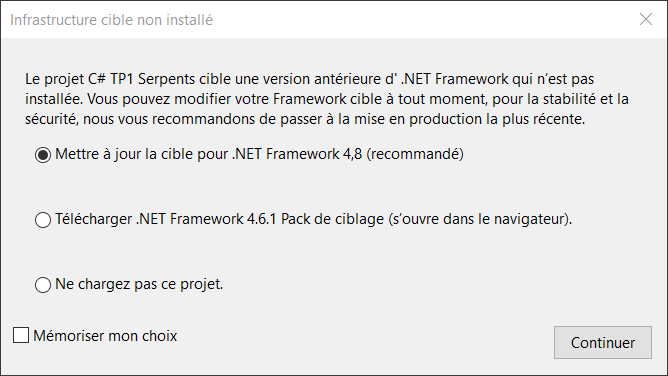 Infrastructure cible non installé
Le projet C# TP1 Serpents cible une version antérieure d' .NET Framework qui n'est pas
installée. Vous pouvez modifier votre Framework cible à tout moment, pour la stabilité et la
sécurité, nous vous recommandons de passer à la mise en production la plus récente.
Mettre à jour la cible pour .NET Framework 4,8 (recommandé)
Télécharger .NET Framework 4.6.1 Pack de ciblage (s'ouvre dans le navigateur).
Ne chargez pas ce projet.
Mémoriser mon choix
Continuer